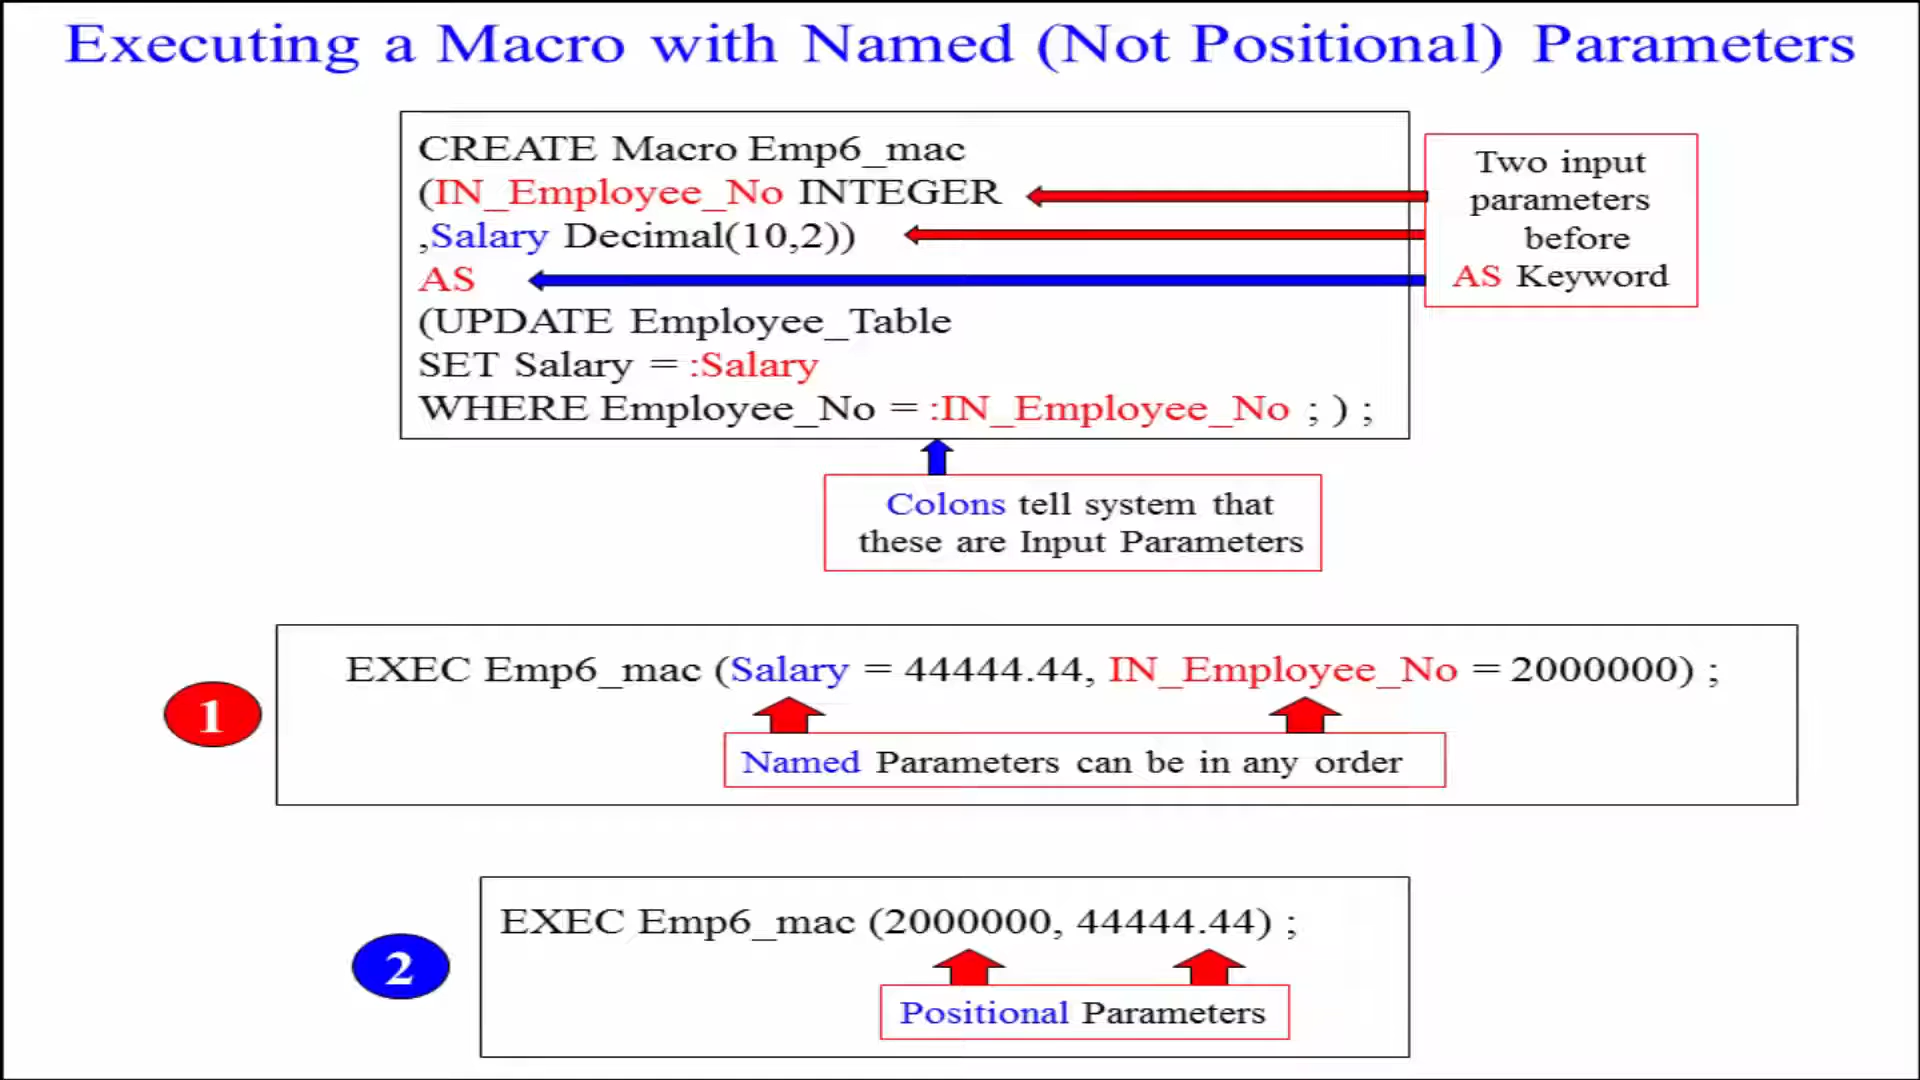 Executing a Macro with Named (Not Positional) Parameters
CREATE Macro Emp6_mac
(IN_Employee_No INTEGER
,Salary Decimal(10,2))
AS
(UPDATE Employee_Table
SET Salary = :Salary
WHERE Employee_No = :IN_Employee_No ; ) ;
Two input
parameters
before
AS Keyword
Colons tell system that
these are Input Parameters
1
EXEC Emp6_mac (Salary = 44444.44, IN_Employee_No = 2000000) ;
Named Parameters can be in any order
2
EXEC Emp6_mac (2000000, 44444.44) ;
Positional Parameters